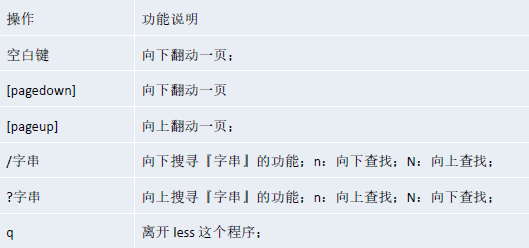 操作 功能说明
空白键 向下翻动一页；
[pagedown] 向下翻动一页
[pageup] 向上翻动一页；
/字串 向下搜寻『字串』的功能；n：向下查找；N：向上查找；
?字串 向上搜寻『字串』的功能；n：向上查找；N：向下查找；
q 离开 less 这个程序；